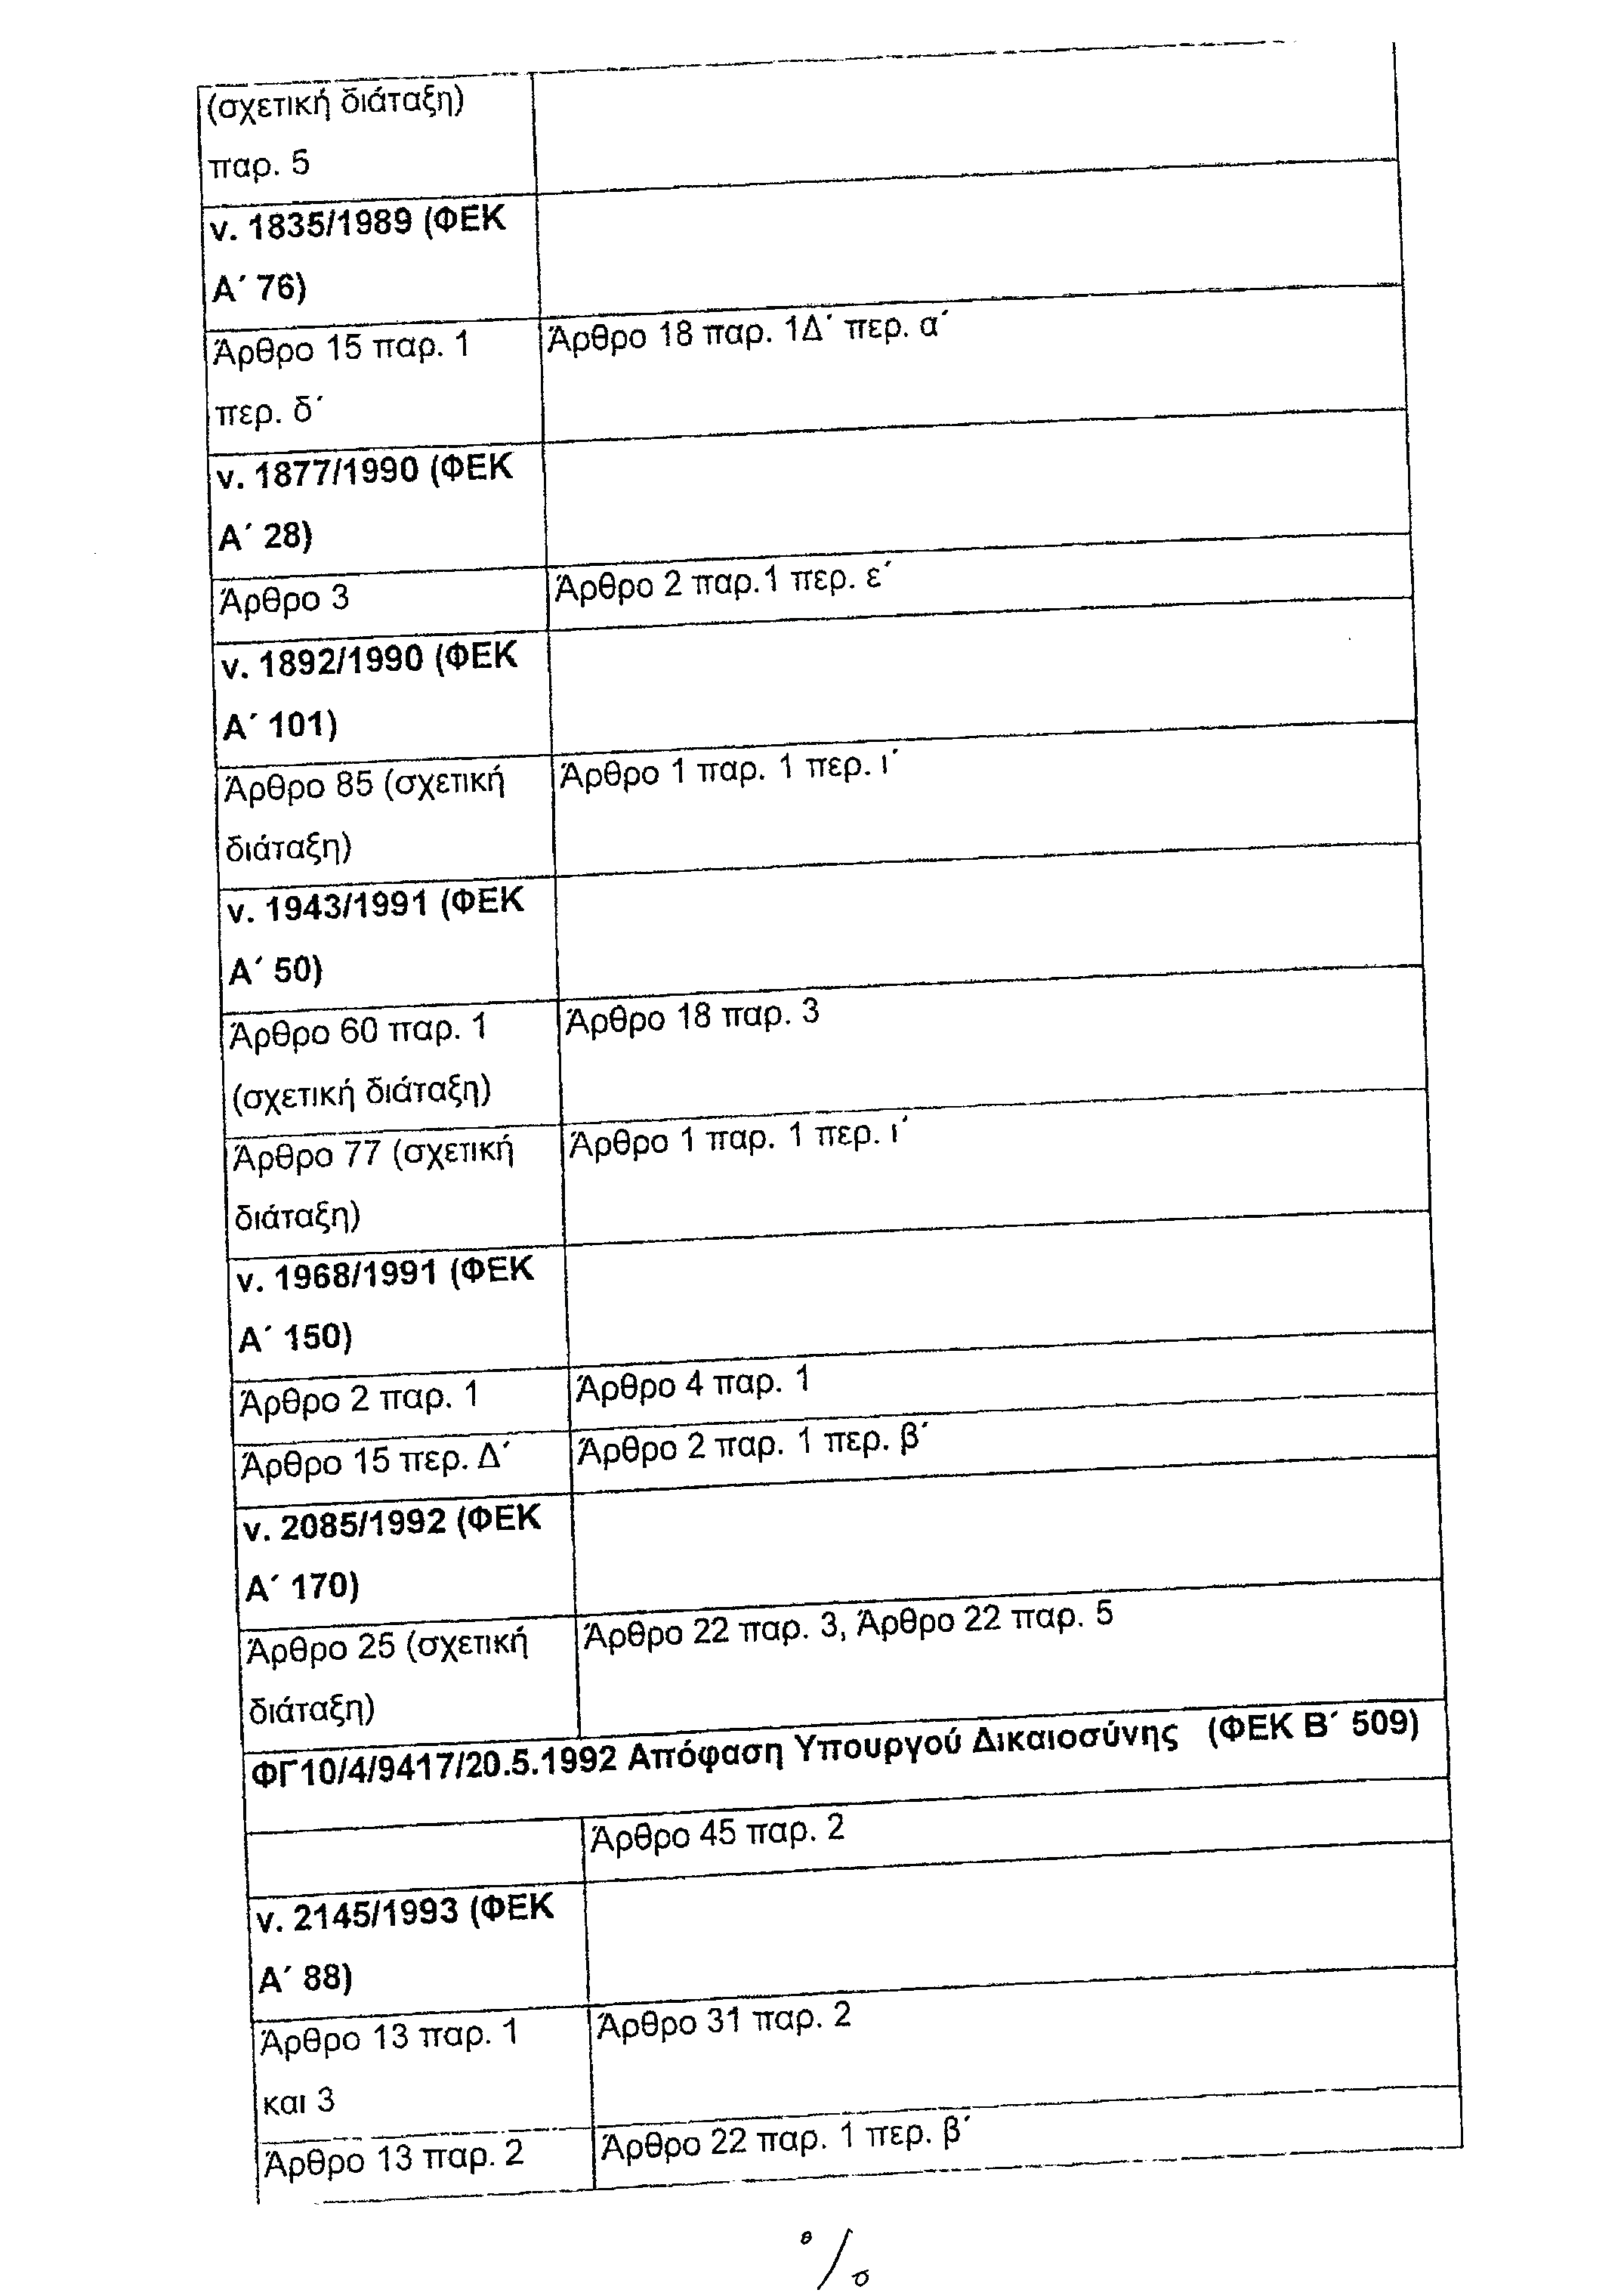 (σχετική διάταξη)
παρ. 5
ν. 1835/1989 (ΦΕΚ
Α΄ 76)
Άρθρο 15 παρ. 1 Άρθρο 18 παρ. 1Δ΄ περ. α΄
περ. δ΄
ν. 1877/1990 (ΦΕΚ
Α΄ 28)
Άρθρο 3 Άρθρο 2 παρ.1 περ. ε΄
ν. 1892/1990 (ΦΕΚ
Α΄ 101)
Άρθρο 85 (σχετική Άρθρο 1 παρ. 1 περ. ι΄
διάταξη)
ν. 1943/1991 (ΦΕΚ
Α΄ 50)
Άρθρο 60 παρ. 1 Άρθρο 18 παρ. 3
(σχετική διάταξη)
Άρθρο 77 (σχετική Άρθρο 1 παρ. 1 περ. ι΄
διάταξη)
ν. 1968/1991 (ΦΕΚ
Α΄ 150)
Άρθρο 2 παρ. 1 Άρθρο 4 παρ. 1
Άρθρο 15 περ. Δ΄ Άρθρο 2 παρ. 1 περ. β΄
ν. 2085/1992 (ΦΕΚ
Α΄ 170)
Άρθρο 25 (σχετική Άρθρο 22 παρ. 3, Άρθρο 22 παρ. 5
διάταξη)
ΦΓ10/4/9417/20.5.1992 Απόφαση Υπουργού Δικαιοσύνης (ΦΕΚ Β΄ 509)
Άρθρο 45 παρ. 2
ν. 2145/1993 (ΦΕΚ
Α΄ 88)
Άρθρο 13 παρ. 1 Άρθρο 31 παρ. 2
και 3
Άρθρο 13 παρ. 2 Άρθρο 22 παρ. 1 περ. β΄
%